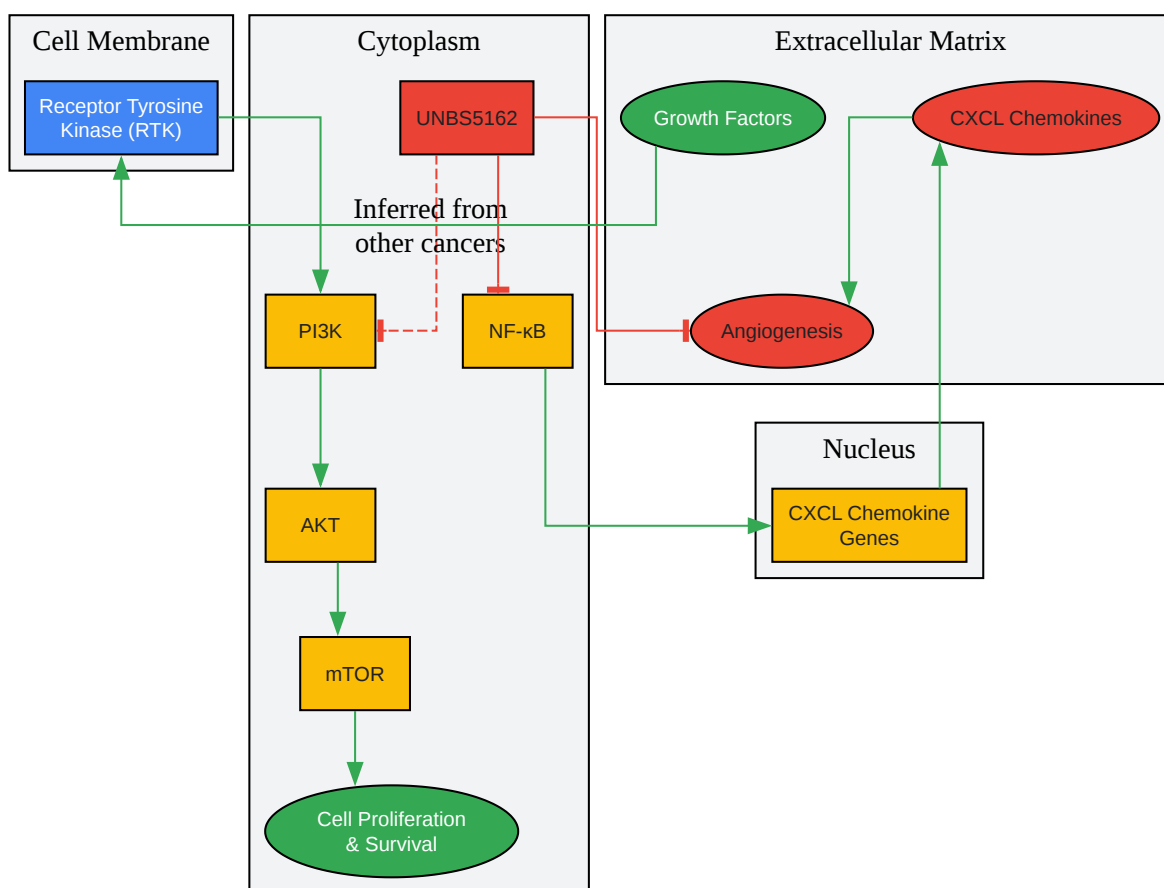 Cell Membrane
Cytoplasm
Extracellular Matrix
Receptor Tyrosine
Kinase (RTK)
UNBS5162
Growth Factors
CXCL Chemokines
Inferred from
other cancers
PI3K
NF-κB
Angiogenesis
Nucleus
AKT
CXCL Chemokine
Genes
mTOR
Cell Proliferation
& Survival